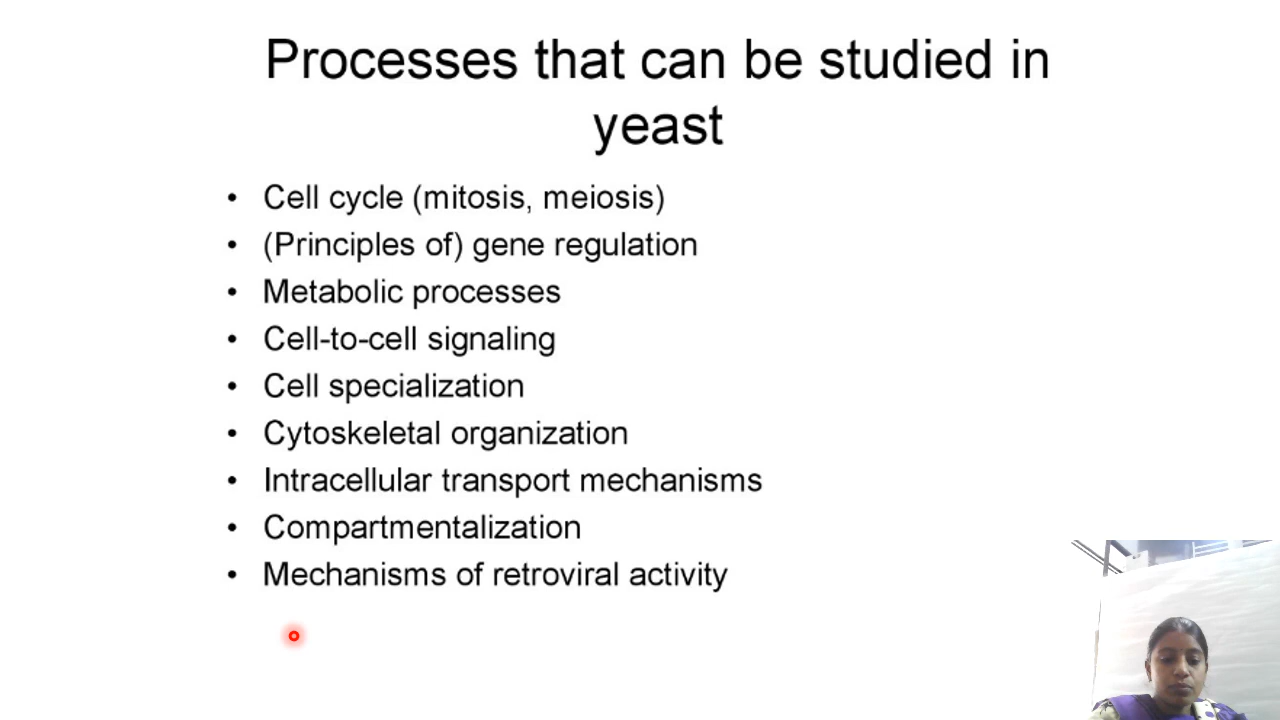 Processes that can be studied in
yeast
• Cell cycle (mitosis, meiosis)
• (Principles of) gene regulation
• Metabolic processes
• Cell-to-cell signaling
• Cell specialization
• Cytoskeletal organization
• Intracellular transport mechanisms
• Compartmentalization
• Mechanisms of retroviral activity